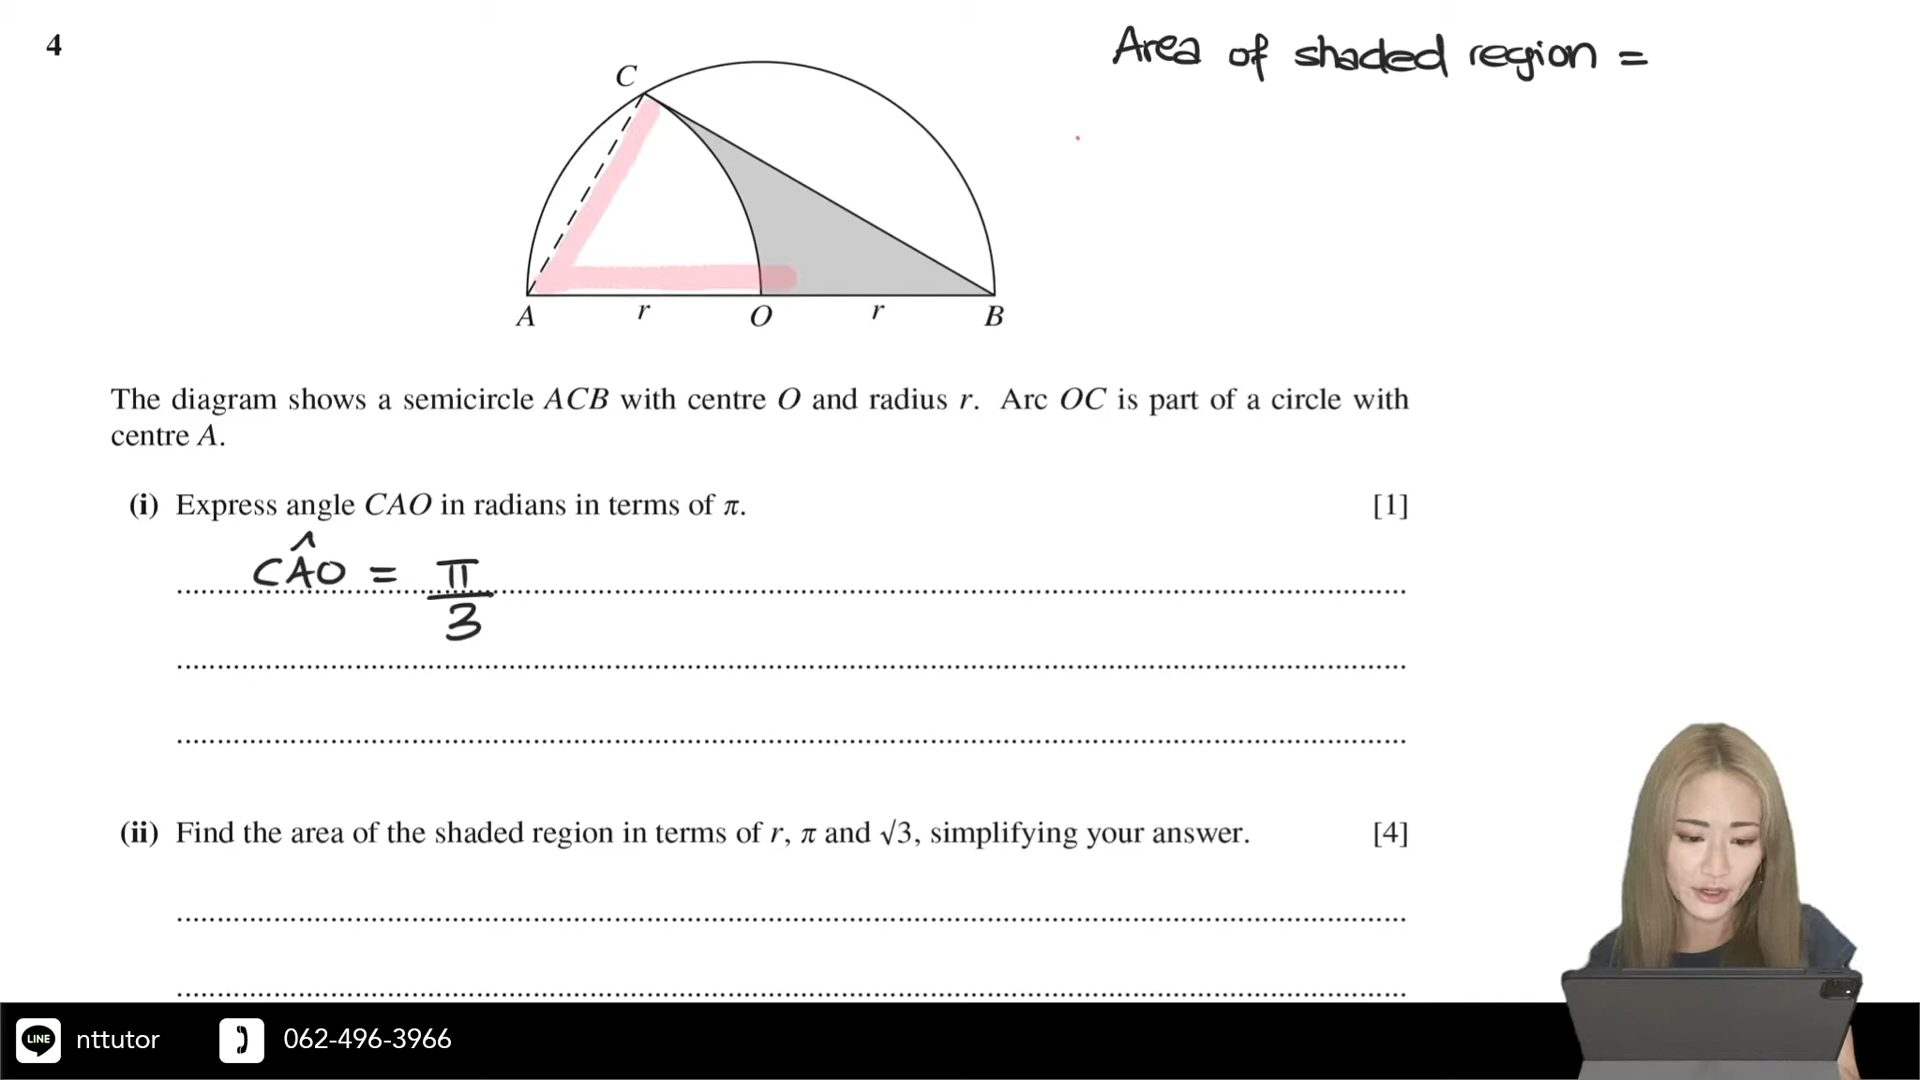 4
Area of shaded region =
C
A r O r B
The diagram shows a semicircle ACB with centre O and radius r. Arc OC is part of a circle with
centre A.
(i) Express angle CAO in radians in terms of π. [1]
CÂO = π/3
(ii) Find the area of the shaded region in terms of r, π and √3, simplifying your answer. [4]
LINE nttutor 062-496-3966